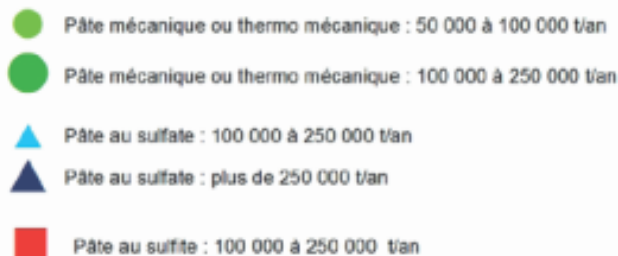 Pâte mécanique ou thermo mécanique : 50 000 à 100 000 t/an
Pâte mécanique ou thermo mécanique : 100 000 à 250 000 t/an
Pâte au sulfate : 100 000 à 250 000 t/an
Pâte au sulfate : plus de 250 000 t/an
Pâte au sulfite : 100 000 à 250 000 t/an